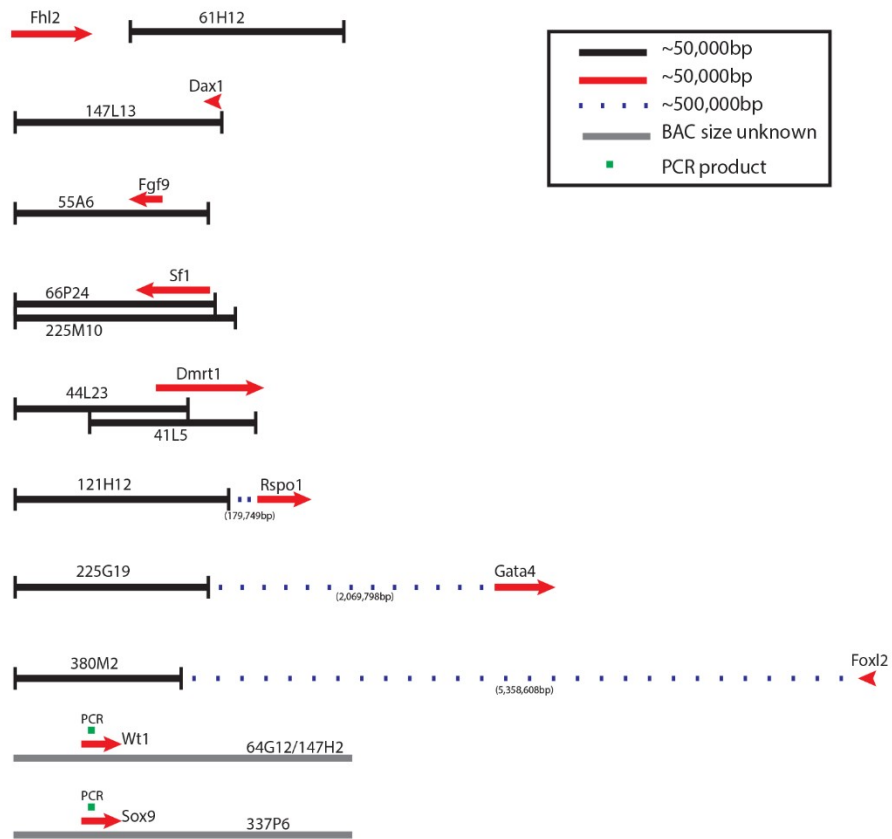 Fhl2
61H12
~50,000bp
~50,000bp
~500,000bp
BAC size unknown
PCR product
Dax1
147L13
Fgf9
55A6
Sf1
66P24
225M10
Dmrt1
44L23
41L5
121H12
Rspo1
(179,749bp)
225G19
Gata4
(2,069,798bp)
380M2
Foxl2
(5,358,608bp)
PCR
Wt1
64G12/147H2
PCR
Sox9
337P6